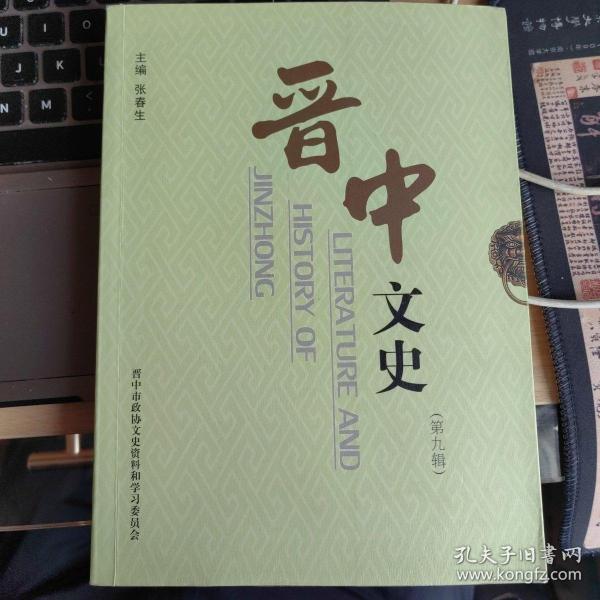 主编 张春生
晋中
文史
(第九辑)
LITERATURE AND
HISTORY OF
JINZHONG
晋中市政协文史资料和学习委员会
孔夫子旧书网
www.kongfz.com